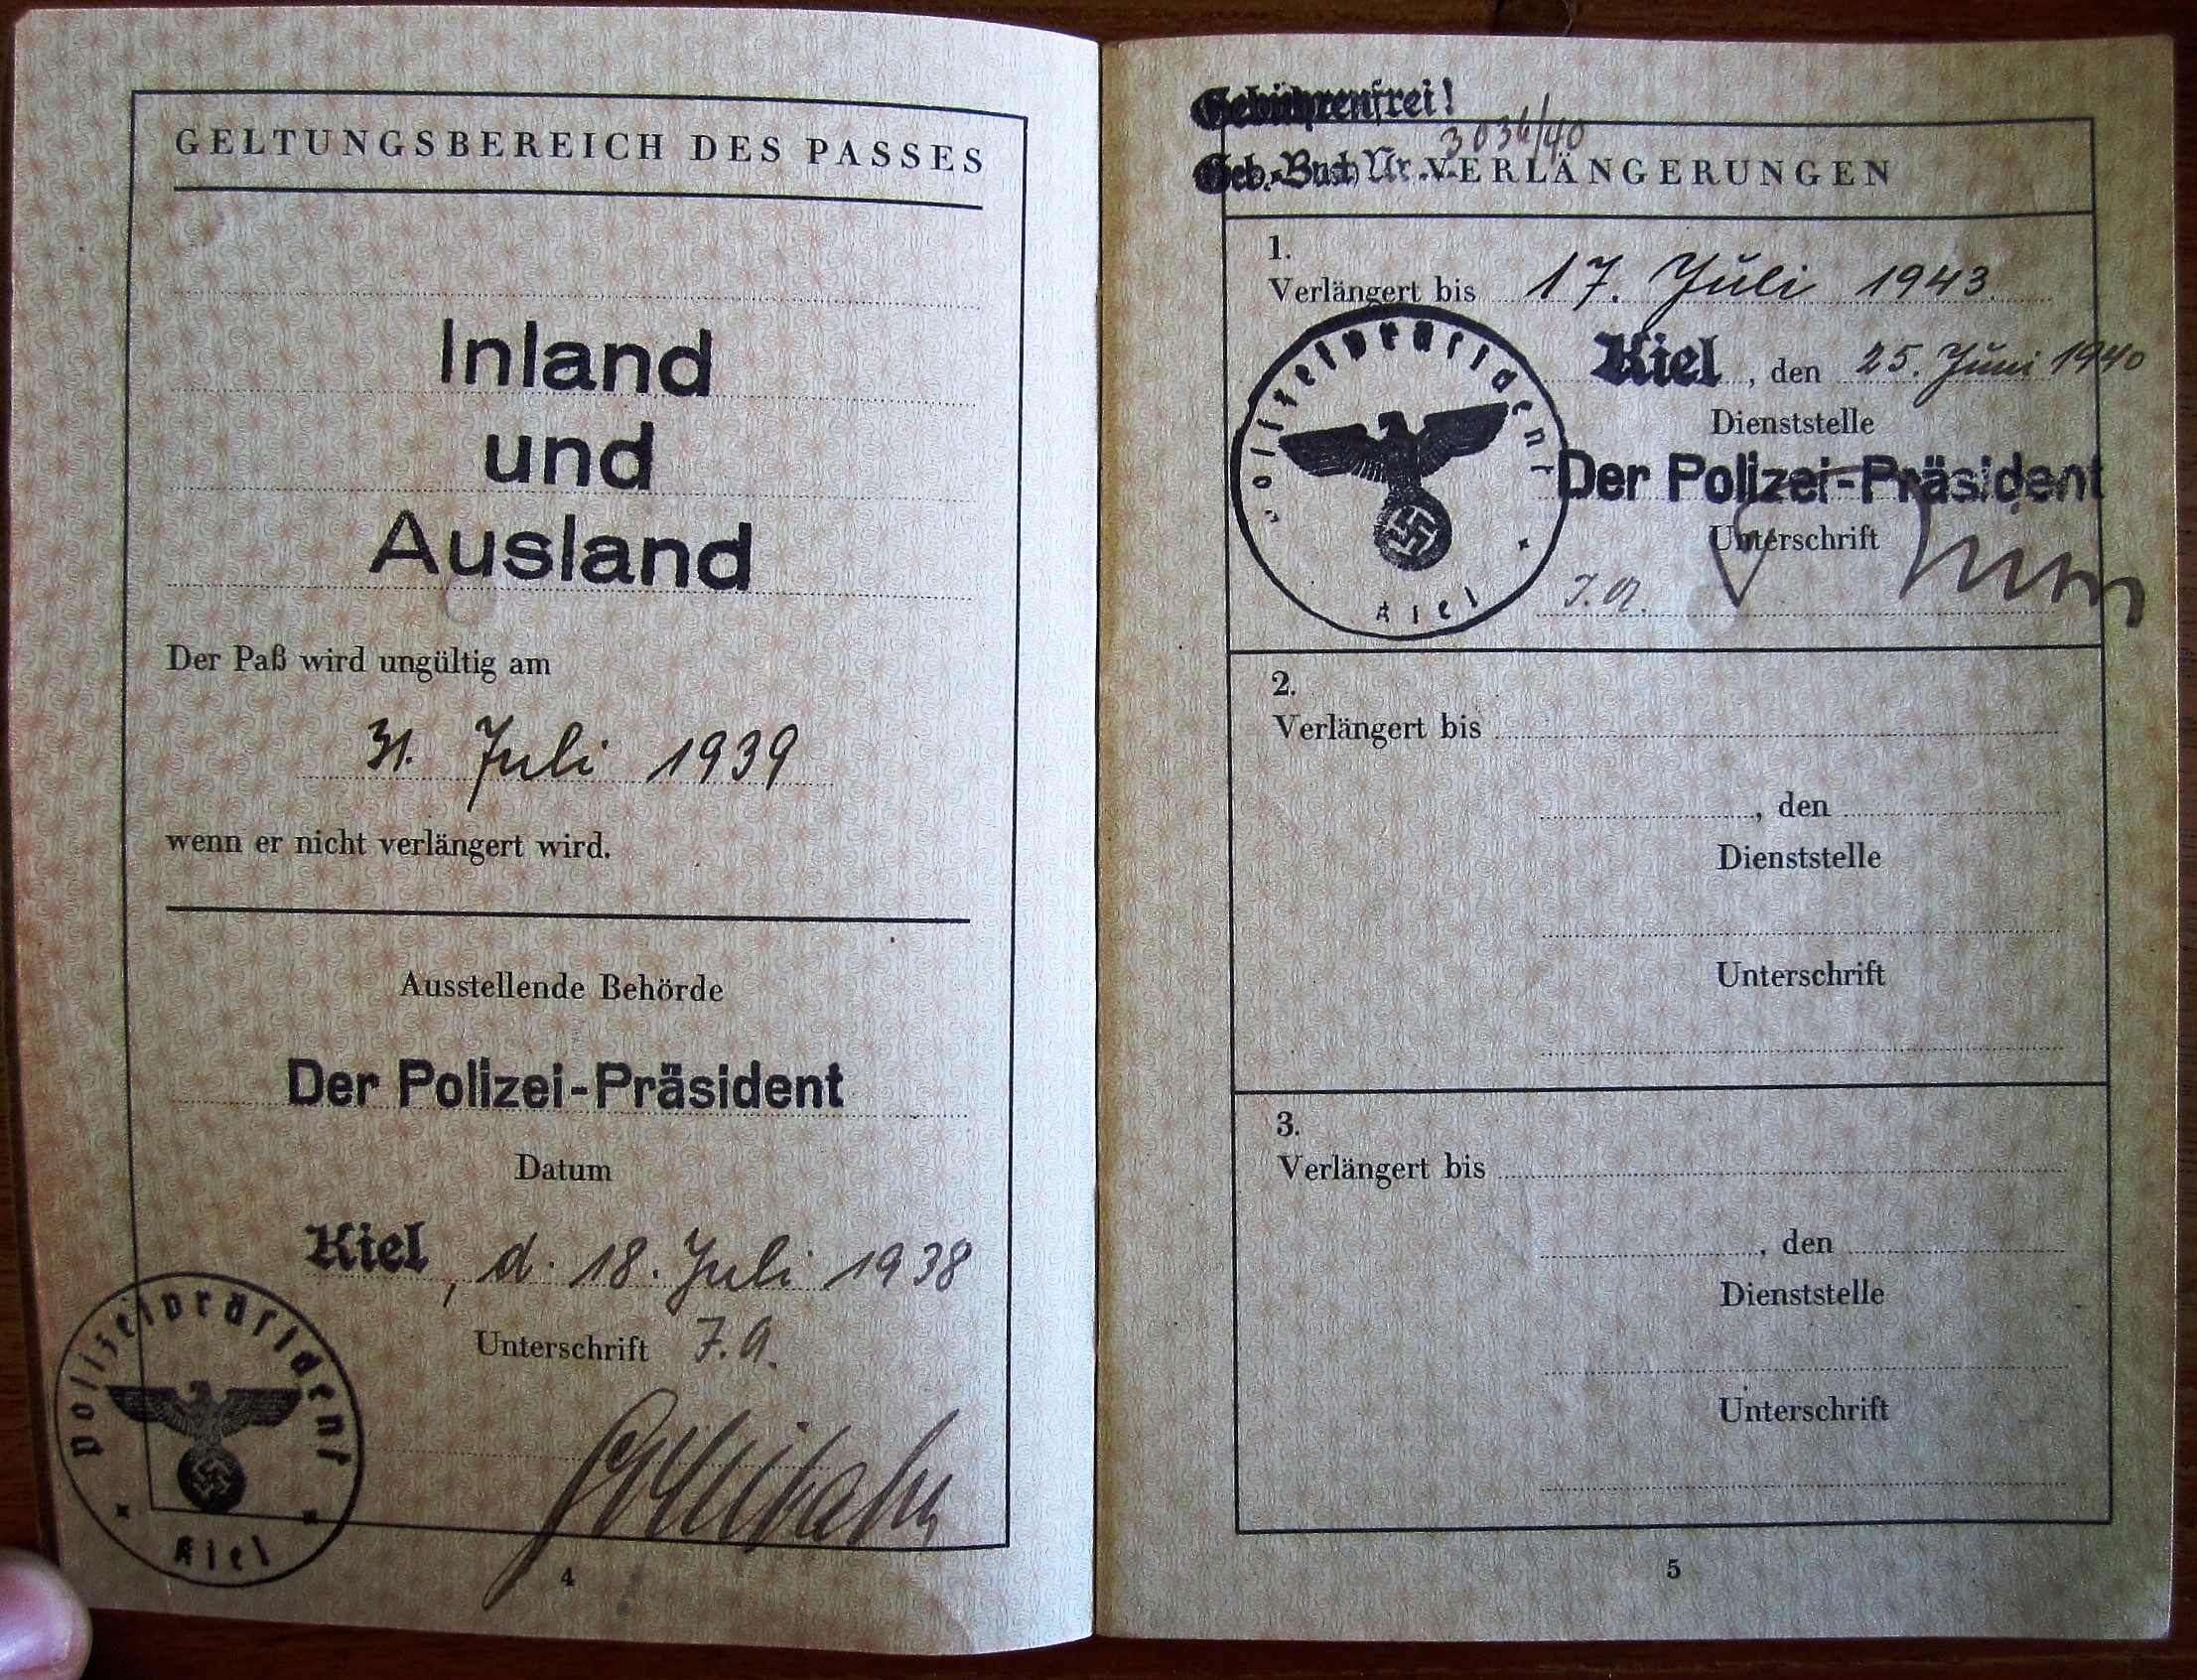 GELTUNGSBEREICH DES PASSES
Inland
und
Ausland
Der Paß wird ungültig am
31. Juli 1939
wenn er nicht verlängert wird.
Ausstellende Behörde
Der Polizei-Präsident
Datum
Kiel, d. 18. Juli 1938
Unterschrift J.A.
Polizeipräsident
Kiel
4
Gebührenfrei!
Geb.-Buch Nr. 3036/40
VERLÄNGERUNGEN
1.
Verlängert bis 17. Juli 1943
Kiel, den 25. Juni 1940
Dienststelle
Der Polizei-Präsident
Unterschrift
J.A.
Polizeipräsident
Kiel
2.
Verlängert bis
, den
Dienststelle
Unterschrift
3.
Verlängert bis
, den
Dienststelle
Unterschrift
5